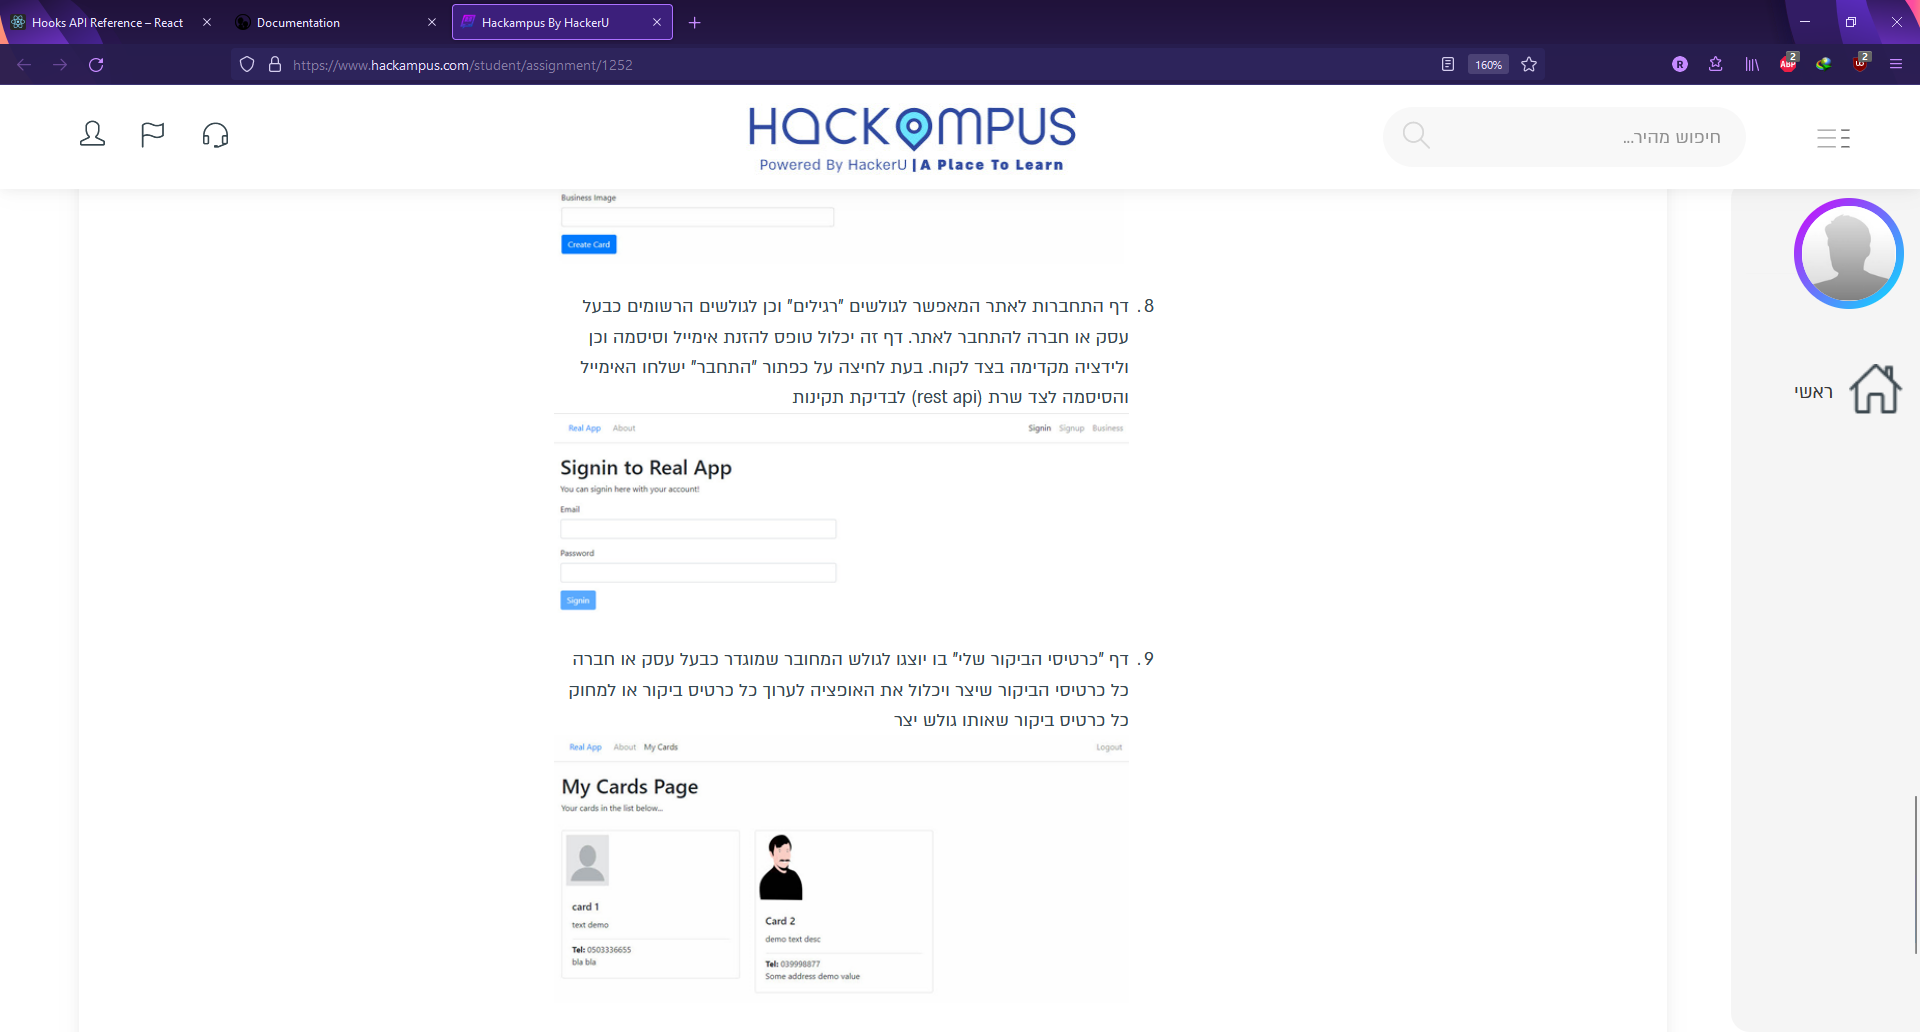 Hooks API Reference – React
Documentation
Hackampus By HackerU
https://www.hackampus.com/student/assignment/1252
160%
R
ABP
2
2
HACKAMPUS
Powered By HackerU | A Place To Learn
חיפוש מהיר...
ראשי
Business Image
Create Card
8. דף התחברות לאתר המאפשר לגולשים "רגילים" וכן לגולשים הרשומים כבעל
עסק או חברה להתחבר לאתר. דף זה יכלול טופס להזנת אימייל וסיסמה וכן
ולידציה מקדימה בצד לקוח. בעת לחיצה על כפתור "התחבר" ישלחו האימייל
והסיסמה לצד שרת (rest api) לבדיקת תקינות
Real App About Signin Signup Business
Signin to Real App
You can signin here with your account!
Email
Password
Signin
9. דף "כרטיסי הביקור שלי" בו יוצגו לגולש המחובר שמוגדר כבעל עסק או חברה
כל כרטיסי הביקור שיצר ויכלול את האופציה לערוך כל כרטיס ביקור או למחוק
כל כרטיס ביקור שאותו גולש יצר
Real App About My Cards Logout
My Cards Page
Your cards in the list below...
card 1
text demo
Tel: 0503336655
bla bla
Card 2
demo text desc
Tel: 039998877
Some address demo value